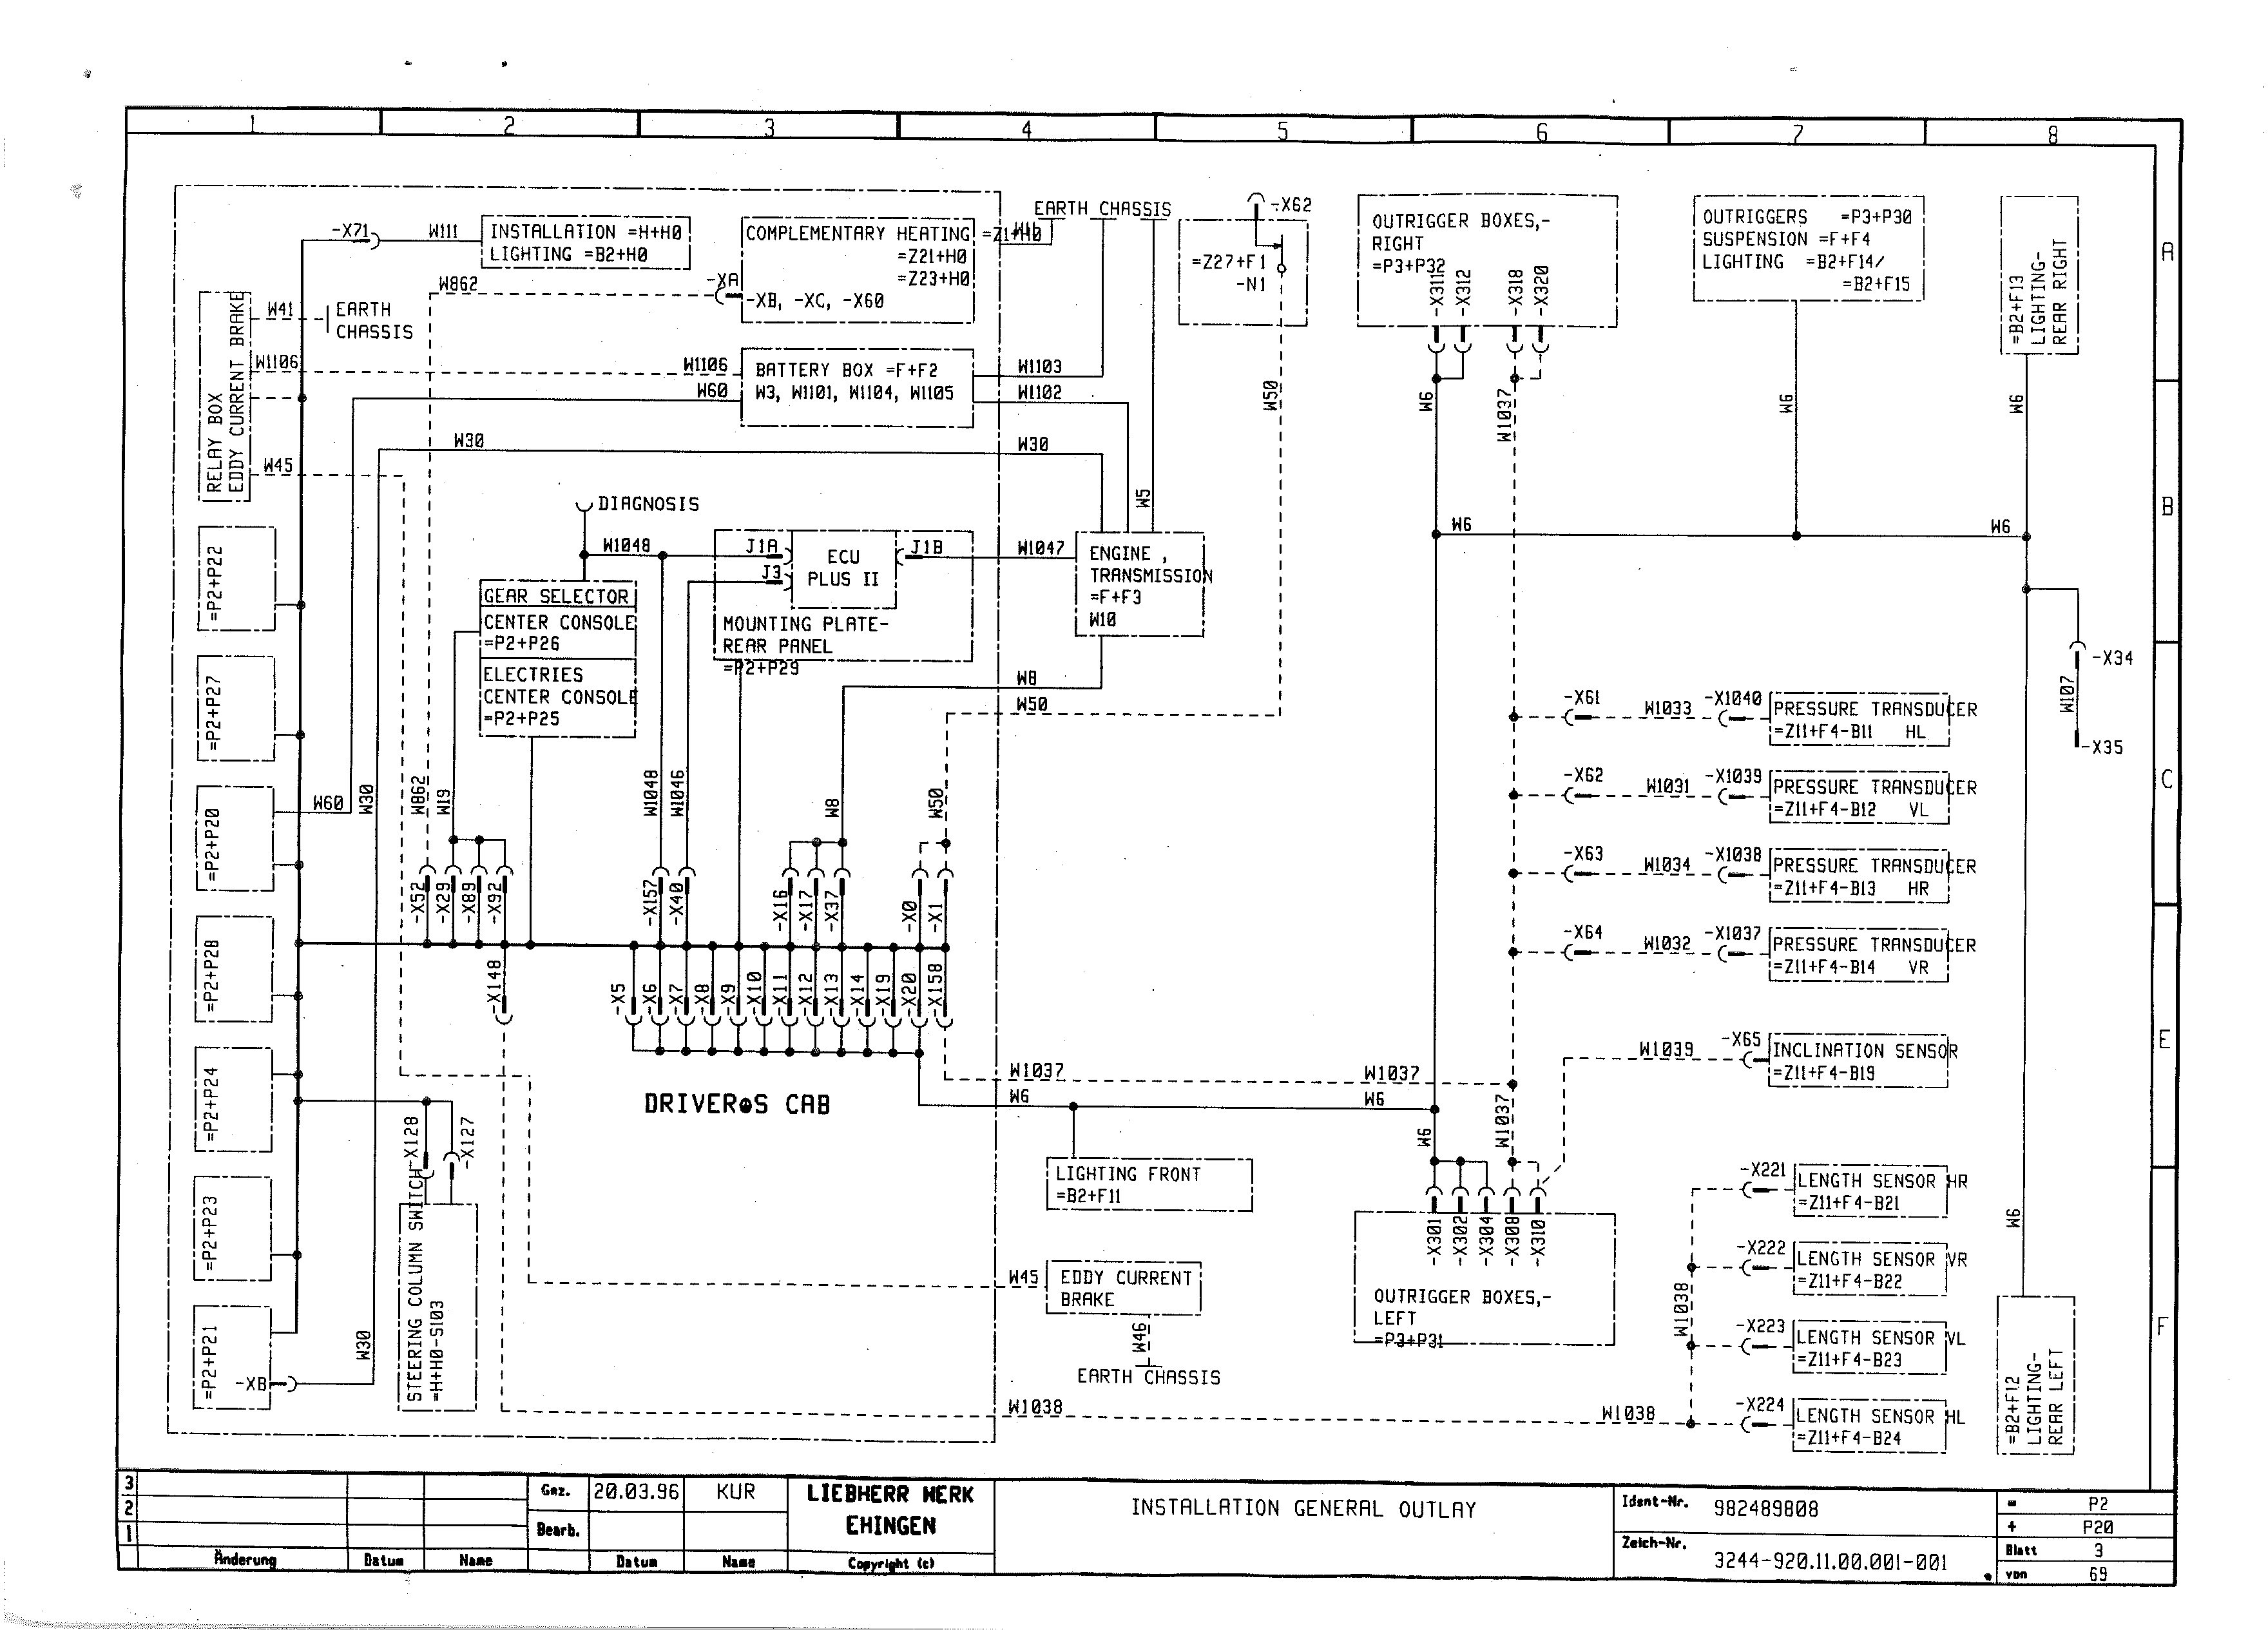 1 2 3 4 5 6 7 8
A
B
C
E
F
-X71
W111
INSTALLATION =H+H0
LIGHTING =B2+H0
COMPLEMENTARY HEATING =Z1+H0
=Z21+H0
=Z23+H0
-XB, -XC, -X60
-XA
W862
EARTH CHASSIS
-X62
=Z27+F1
-N1
OUTRIGGER BOXES,-
RIGHT
=P3+P32
-X311
-X312
-X318
-X320
OUTRIGGERS =P3+P30
SUSPENSION =F+F4
LIGHTING =B2+F14/
=B2+F15
=B2+F13
LIGHTING-
REAR RIGHT
RELAY BOX
EDDY CURRENT BRAKE
W41
EARTH
CHASSIS
W1106
W1106
W60
BATTERY BOX =F+F2
W3, W1101, W1104, W1105
W1103
W1102
W50
W6
W1037
W6
W6
W45
W30
W30
W5
DIAGNOSIS
W1048
J1A
J3
ECU
PLUS II
J1B
W1047
MOUNTING PLATE-
REAR PANEL
=P2+P29
ENGINE ,
TRANSMISSION
=F+F3
W10
W6
W6
GEAR SELECTOR
CENTER CONSOLE
=P2+P26
ELECTRIES
CENTER CONSOLE
=P2+P25
=P2+P22
=P2+P27
=P2+P20
=P2+P28
=P2+P24
=P2+P23
=P2+P21
-XB
W8
W50
-X34
W107
-X35
-X61
W1033
-X1040
PRESSURE TRANSDUCER
=Z11+F4-B11 HL
-X62
W1031
-X1039
PRESSURE TRANSDUCER
=Z11+F4-B12 VL
-X63
W1034
-X1038
PRESSURE TRANSDUCER
=Z11+F4-B13 HR
-X64
W1032
-X1037
PRESSURE TRANSDUCER
=Z11+F4-B14 VR
W60
W30
W862
W19
W1048
W1046
W8
W50
-X52
-X29
-X89
-X92
-X157
-X40
-X16
-X17
-X37
-X0
-X1
-X148
-X5
-X6
-X7
-X8
-X9
-X10
-X11
-X12
-X13
-X14
-X19
-X20
-X158
DRIVER S CAB
W1037
W1037
W6
W6
W1039
-X65
INCLINATION SENSOR
=Z11+F4-B19
-X128
-X127
STEERING COLUMN SWITCH
=H+H0-S103
W30
LIGHTING FRONT
=B2+F11
W6
W1037
-X301
-X302
-X304
-X308
-X310
OUTRIGGER BOXES,-
LEFT
=P3+P31
W45
EDDY CURRENT
BRAKE
W46
EARTH CHASSIS
W1038
W1038
W1038
-X221
LENGTH SENSOR HR
=Z11+F4-B21
-X222
LENGTH SENSOR VR
=Z11+F4-B22
-X223
LENGTH SENSOR VL
=Z11+F4-B23
-X224
LENGTH SENSOR HL
=Z11+F4-B24
W6
=B2+F12
LIGHTING-
REAR LEFT
3
2
1
Änderung Datum Name
Gez. 20.03.96 KUR
Bearb.
Datum Name
LIEBHERR WERK
EHINGEN
Copyright (c)
INSTALLATION GENERAL OUTLAY
Ident-Nr. 982489808
Zeich-Nr. 3244-920.11.00.001-001
= P2
+ P20
Blatt 3
von 69